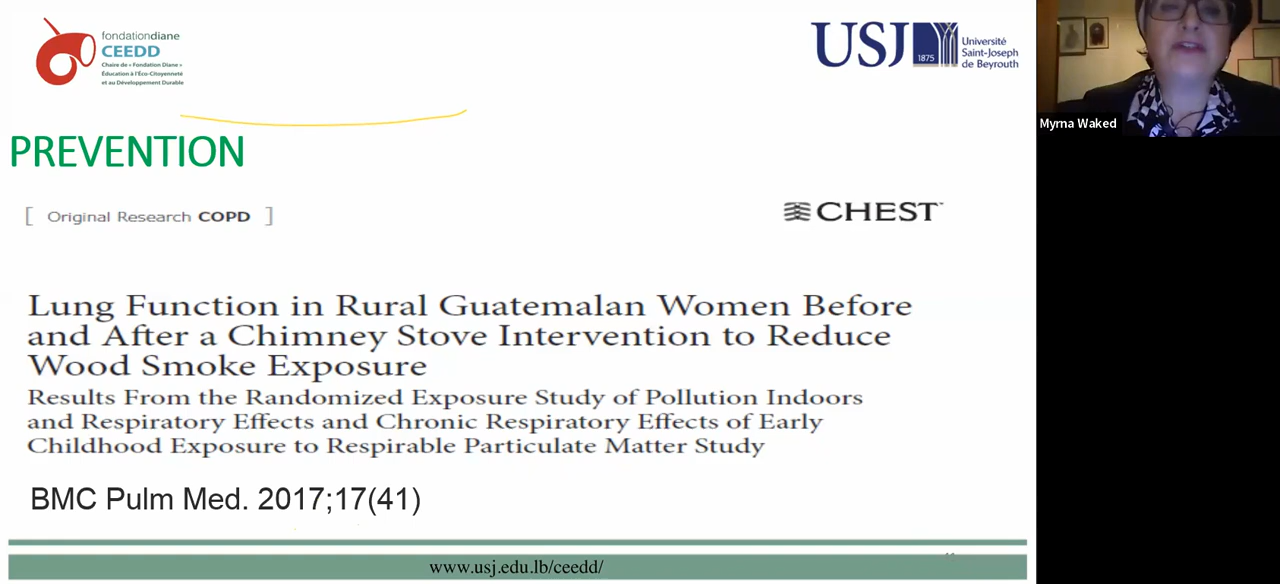 fondationdiane
CEEDD
Chaire de « Fondation Diane »
Éducation à l'Éco-Citoyenneté
et au Développement Durable
USJ
1875
Université
Saint-Joseph
de Beyrouth
Myrna Waked
PREVENTION
[ Original Research COPD ]
CHEST™
Lung Function in Rural Guatemalan Women Before
and After a Chimney Stove Intervention to Reduce
Wood Smoke Exposure
Results From the Randomized Exposure Study of Pollution Indoors
and Respiratory Effects and Chronic Respiratory Effects of Early
Childhood Exposure to Respirable Particulate Matter Study
BMC Pulm Med. 2017;17(41)
www.usj.edu.lb/ceedd/